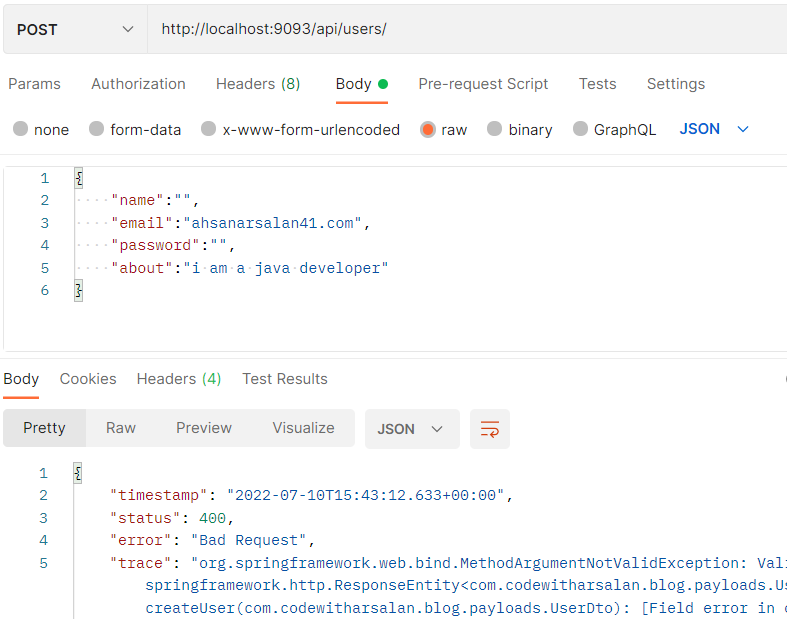 POST http://localhost:9093/api/users/
Params Authorization Headers (8) Body Pre-request Script Tests Settings
none form-data x-www-form-urlencoded raw binary GraphQL JSON
1 {
2 "name":"",
3 "email":"ahsanarsalan41.com",
4 "password":"",
5 "about":"i am a java developer"
6 }
Body Cookies Headers (4) Test Results
Pretty Raw Preview Visualize JSON
1 {
2 "timestamp": "2022-07-10T15:43:12.633+00:00",
3 "status": 400,
4 "error": "Bad Request",
5 "trace": "org.springframework.web.bind.MethodArgumentNotValidException:
springframework.http.ResponseEntity<com.codewitharsalan.blog.payloads.
createUser(com.codewitharsalan.blog.payloads.UserDto): [Field error in